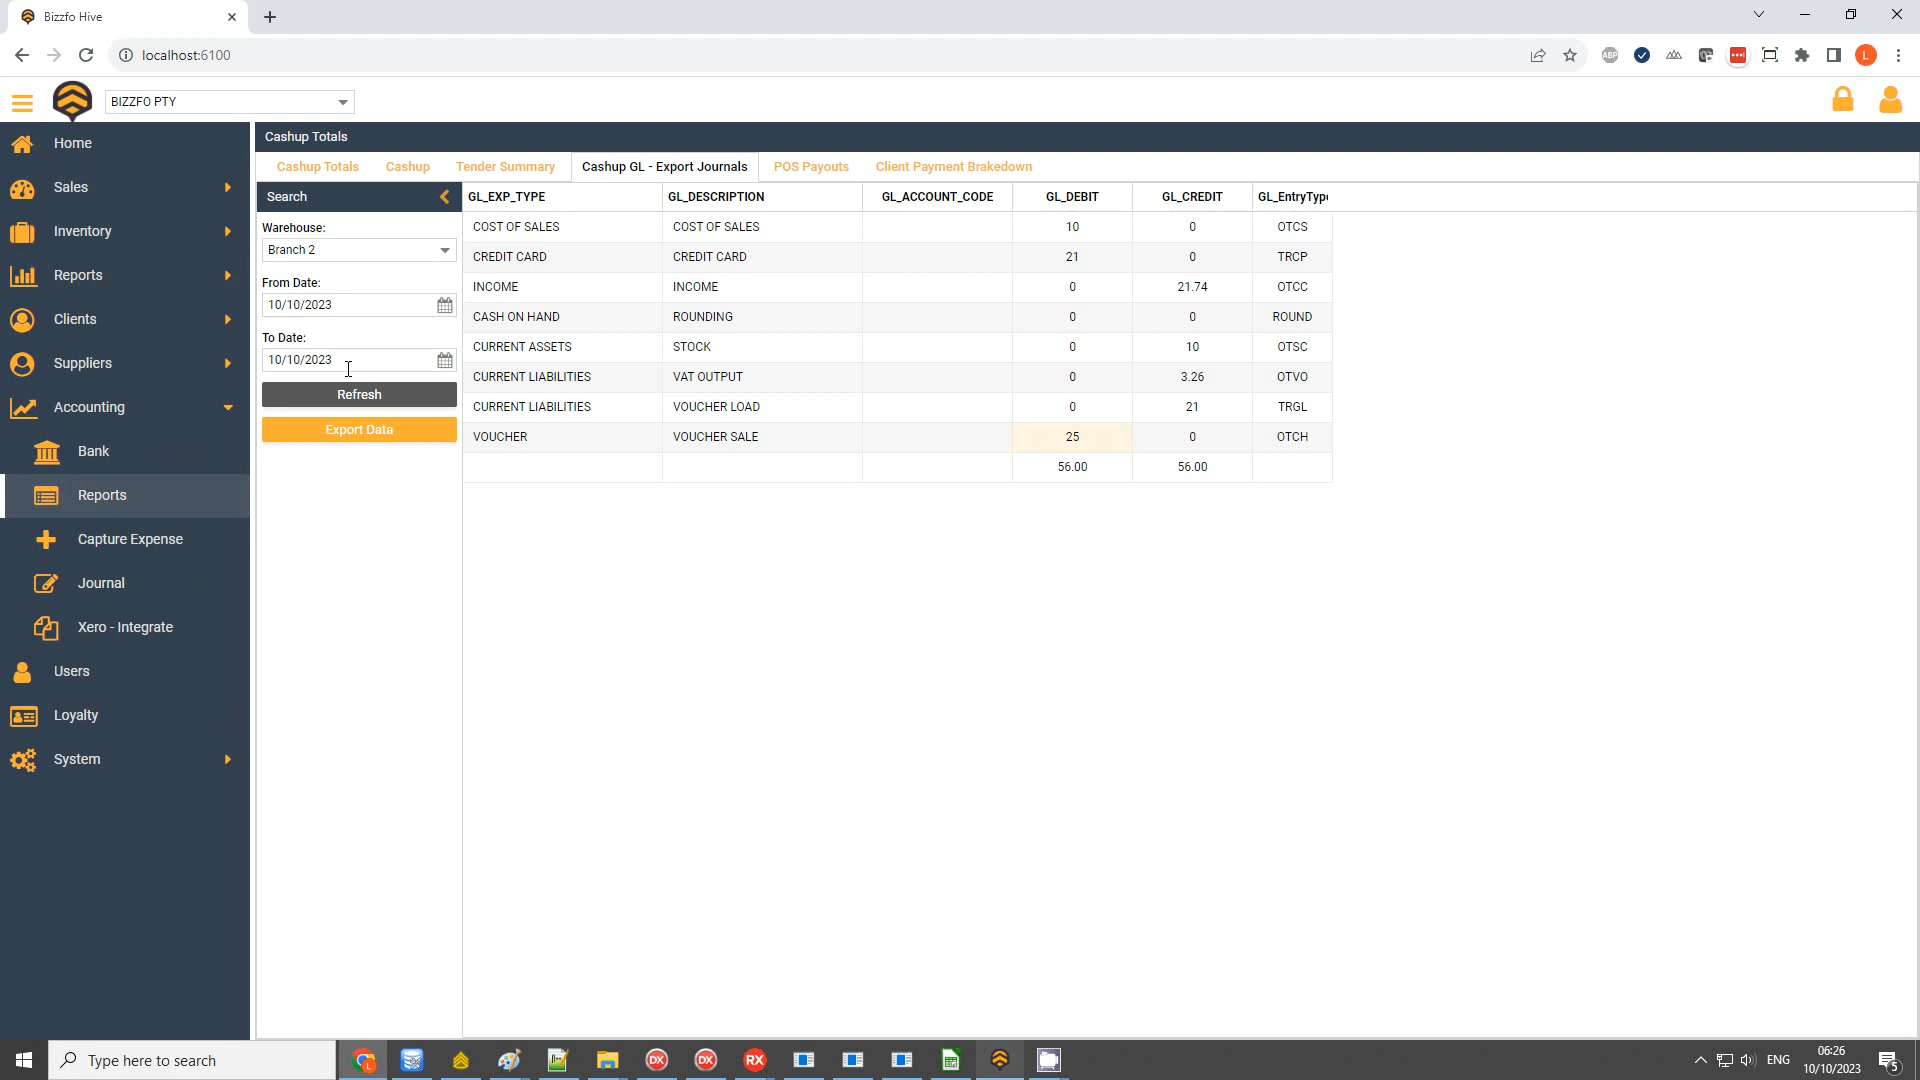 Bizzfo Hive
localhost:6100
ABP
L
BIZZFO PTY
Home
Sales
Inventory
Reports
Clients
Suppliers
Accounting
Bank
Reports
Capture Expense
Journal
Xero - Integrate
Users
Loyalty
System
Cashup Totals
Cashup Totals Cashup Tender Summary Cashup GL - Export Journals POS Payouts Client Payment Brakedown
Search
Warehouse:
Branch 2
From Date:
10/10/2023
To Date:
10/10/2023
Refresh
Export Data
GL_EXP_TYPE GL_DESCRIPTION GL_ACCOUNT_CODE GL_DEBIT GL_CREDIT GL_EntryType
COST OF SALES COST OF SALES 10 0 OTCS
CREDIT CARD CREDIT CARD 21 0 TRCP
INCOME INCOME 0 21.74 OTCC
CASH ON HAND ROUNDING 0 0 ROUND
CURRENT ASSETS STOCK 0 10 OTSC
CURRENT LIABILITIES VAT OUTPUT 0 3.26 OTVO
CURRENT LIABILITIES VOUCHER LOAD 0 21 TRGL
VOUCHER VOUCHER SALE 25 0 OTCH
56.00 56.00
Type here to search
L
DX
DX
RX
ENG
06:26
10/10/2023
5